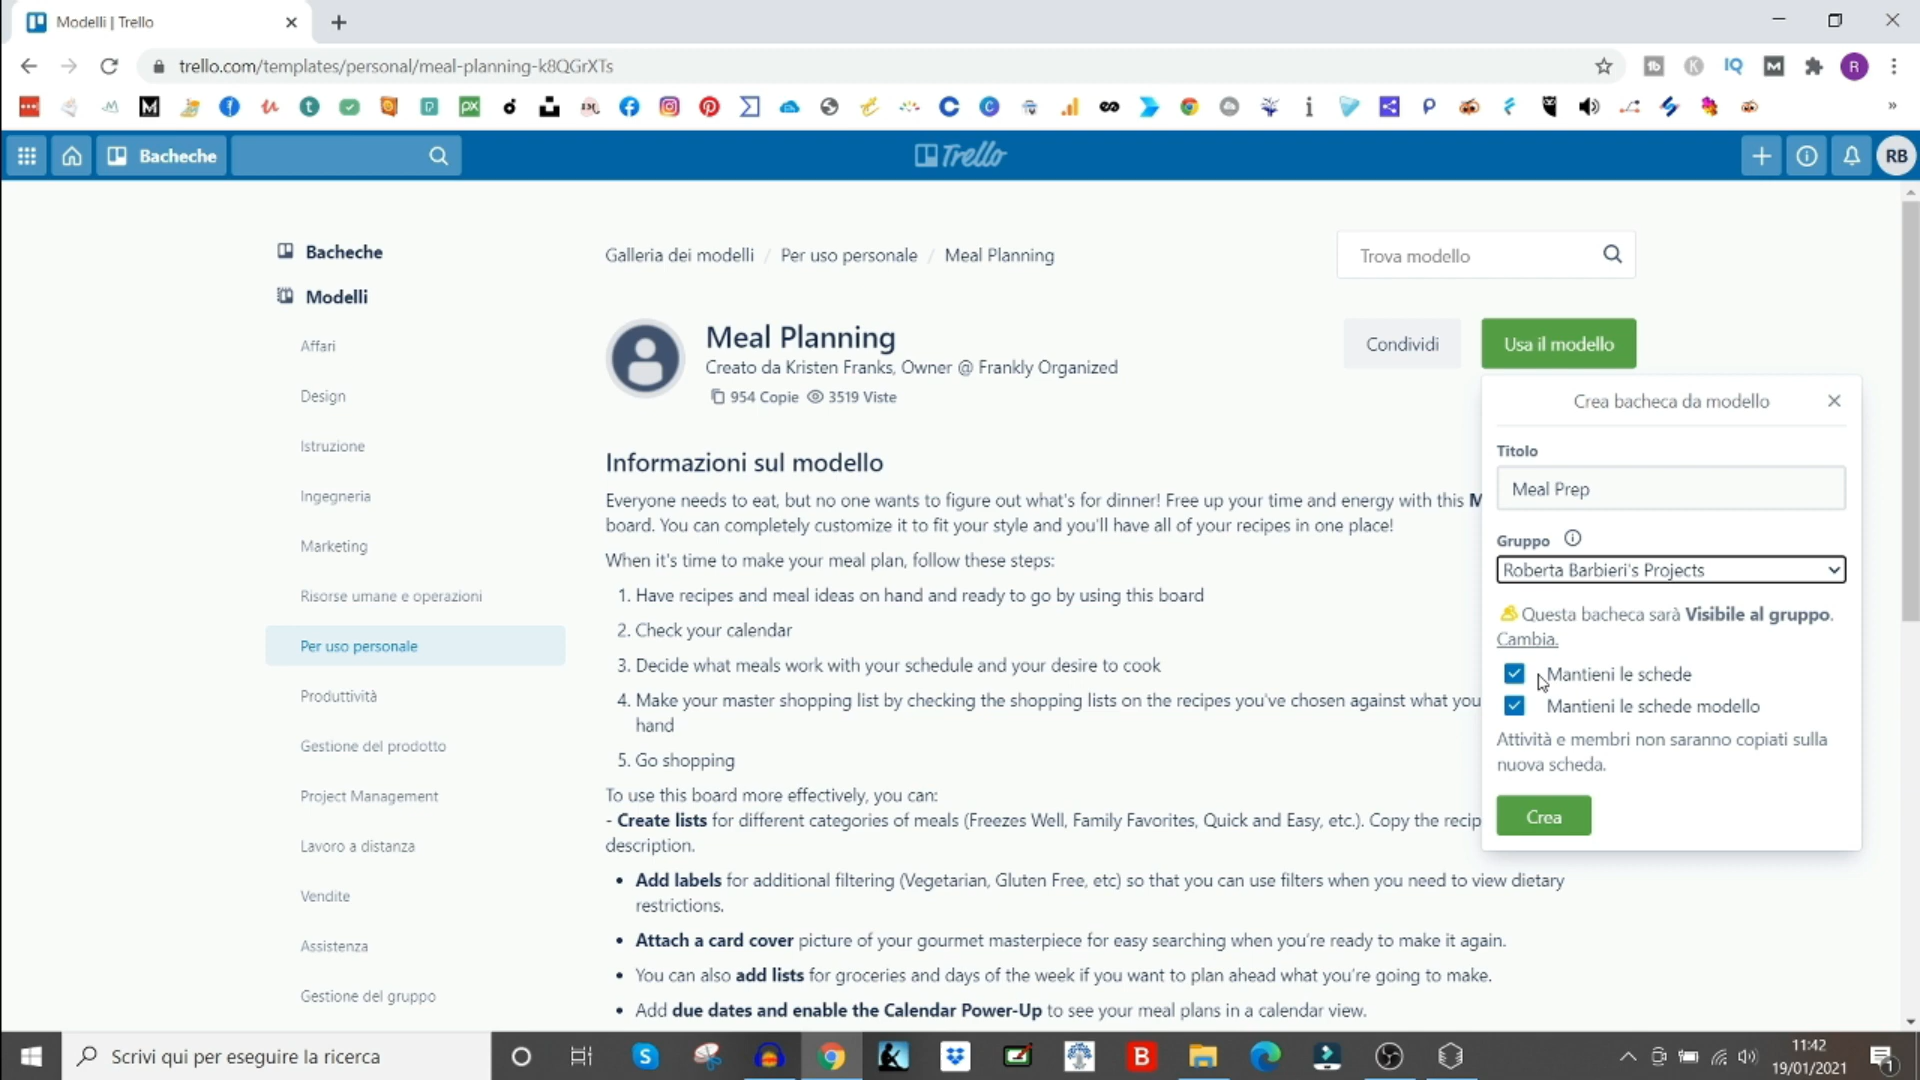 Modelli | Trello
trello.com/templates/personal/meal-planning-k8QGrXTs
Bacheche
Trello
RB
Bacheche
Modelli
Affari
Design
Istruzione
Ingegneria
Marketing
Risorse umane e operazioni
Per uso personale
Produttività
Gestione del prodotto
Project Management
Lavoro a distanza
Vendite
Assistenza
Gestione del gruppo
Galleria dei modelli / Per uso personale / Meal Planning
Trova modello
Meal Planning
Creato da Kristen Franks, Owner @ Frankly Organized
954 Copie 3519 Viste
Condividi
Usa il modello
Informazioni sul modello
Everyone needs to eat, but no one wants to figure out what's for dinner! Free up your time and energy with this M
board. You can completely customize it to fit your style and you'll have all of your recipes in one place!
When it's time to make your meal plan, follow these steps:
1. Have recipes and meal ideas on hand and ready to go by using this board
2. Check your calendar
3. Decide what meals work with your schedule and your desire to cook
4. Make your master shopping list by checking the shopping lists on the recipes you've chosen against what you
hand
5. Go shopping
To use this board more effectively, you can:
- Create lists for different categories of meals (Freezes Well, Family Favorites, Quick and Easy, etc.). Copy the recip
description.
• Add labels for additional filtering (Vegetarian, Gluten Free, etc) so that you can use filters when you need to view dietary
restrictions.
• Attach a card cover picture of your gourmet masterpiece for easy searching when you're ready to make it again.
• You can also add lists for groceries and days of the week if you want to plan ahead what you're going to make.
• Add due dates and enable the Calendar Power-Up to see your meal plans in a calendar view.
Crea bacheca da modello
Titolo
Meal Prep
Gruppo
Roberta Barbieri's Projects
Questa bacheca sarà Visibile al gruppo.
Cambia.
Mantieni le schede
Mantieni le schede modello
Attività e membri non saranno copiati sulla
nuova scheda.
Crea
Scrivi qui per eseguire la ricerca
11:42
19/01/2021